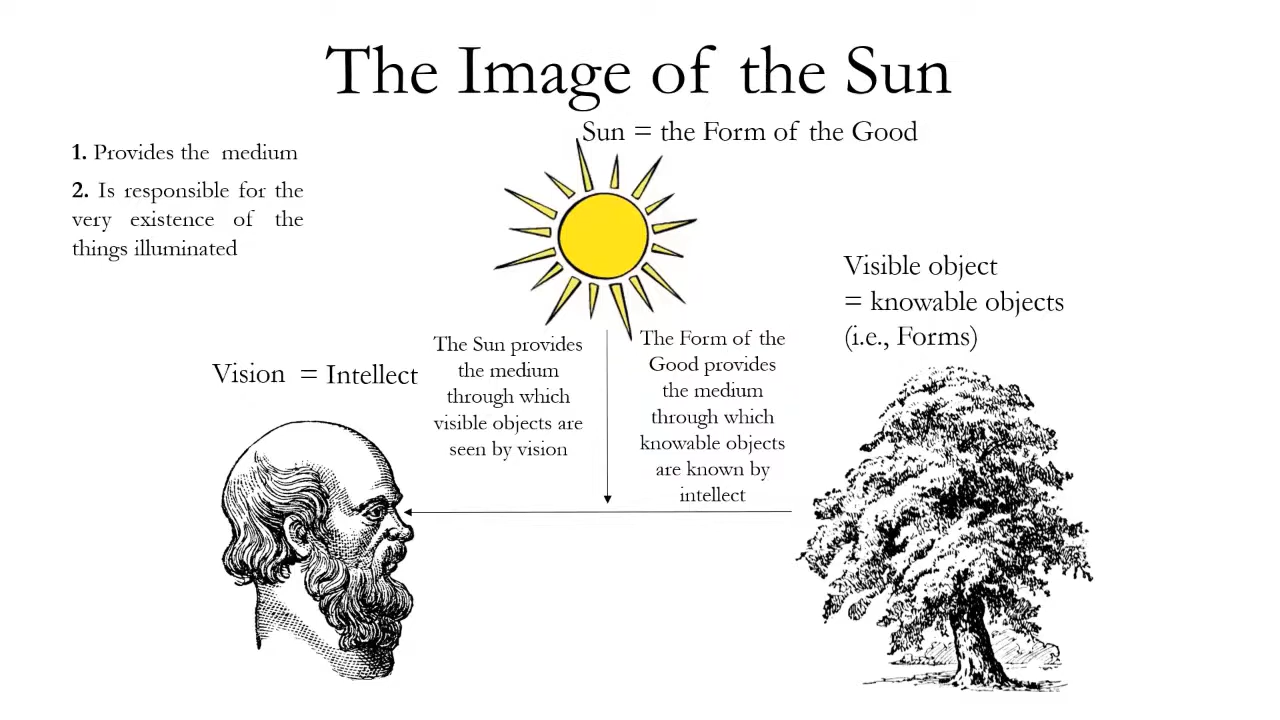 The Image of the Sun
Sun = the Form of the Good
1. Provides the medium
2. Is responsible for the
very existence of the
things illuminated
Visible object
= knowable objects
(i.e., Forms)
Vision = Intellect
The Sun provides
the medium
through which
visible objects are
seen by vision
The Form of the
Good provides
the medium
through which
knowable objects
are known by
intellect